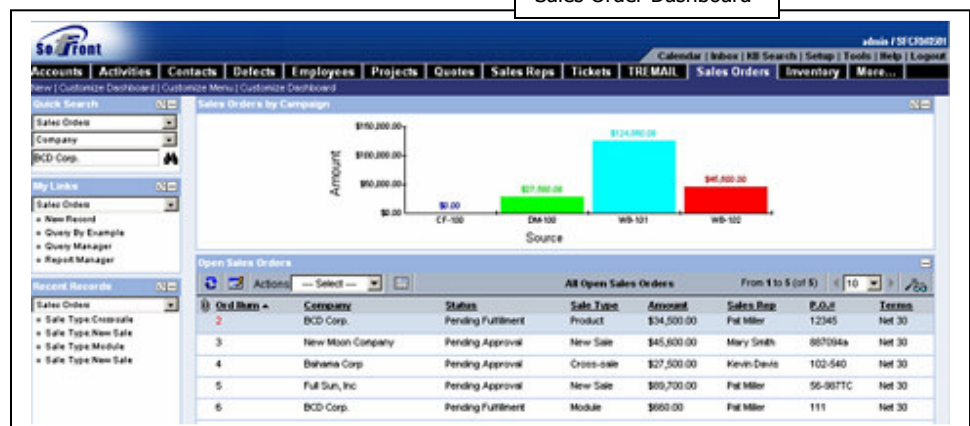 Sales Order Dashboard
Soffront
admin / SFCRM0501
Calendar | Inbox | KB Search | Setup | Tools | Help | Logout
Accounts | Activities | Contacts | Defects | Employees | Projects | Quotes | Sales Reps | Tickets | TREMAIL | Sales Orders | Inventory | More...
New | Customize Dashboard | Customize Menu | Customize Dashboard
Quick Search
Sales Orders
Company
BCD Corp.
My Links
Sales Orders
New Record
Query By Example
Query Manager
Report Manager
Recent Records
Sales Orders
Sale Type:Cross-sale
Sale Type:New Sale
Sale Type:Module
Sale Type:New Sale
Sales Orders by Campaign
Amount
$150,000.00
$100,000.00
$50,000.00
$0.00
$0.00
$45,600.00
CF-100 DM-100 WB-101 WB-102
Source
Open Sales Orders
Actions --- Select --- All Open Sales Orders From 1 to 5 (of 5) 10
Ord Num Company Status Sale Type Amount Sales Rep P.O.# Terms
2 BCD Corp. Pending Fulfillment Product $34,500.00 Pat Miller 12345 Net 30
3 New Moon Company Pending Approval New Sale $45,600.00 Mary Smith 887094a Net 30
4 Bahama Corp Pending Approval Cross-sale $27,500.00 Kevin Davis 102-540 Net 30
5 Full Sun, Inc Pending Approval New Sale $89,700.00 Pat Miller 56-987TC Net 30
6 BCD Corp. Pending Fulfillment Module $660.00 Pat Miller 111 Net 30